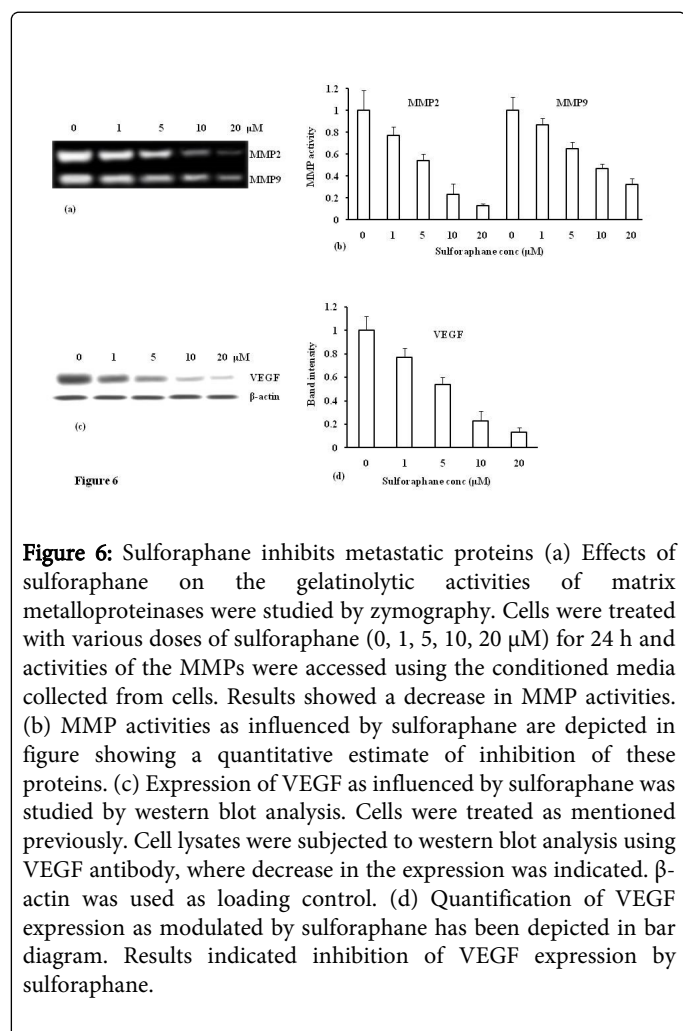 0 1 5 10 20 μM
MMP2
MMP9
(a)
1.2
1
0.8
0.6
0.4
0.2
0
MMP activity
MMP2 MMP9
0 1 5 10 20 0 1 5 10 20
Sulforaphane conc (μM)
(b)
0 1 5 10 20 μM
VEGF
β-actin
(c)
1.2
1
0.8
0.6
0.4
0.2
0
Band intensity
VEGF
0 1 5 10 20
Sulforaphane conc (μM)
(d)
Figure 6
Figure 6: Sulforaphane inhibits metastatic proteins (a) Effects of
sulforaphane on the gelatinolytic activities of matrix
metalloproteinases were studied by zymography. Cells were treated
with various doses of sulforaphane (0, 1, 5, 10, 20 μM) for 24 h and
activities of the MMPs were accessed using the conditioned media
collected from cells. Results showed a decrease in MMP activities.
(b) MMP activities as influenced by sulforaphane are depicted in
figure showing a quantitative estimate of inhibition of these
proteins. (c) Expression of VEGF as influenced by sulforaphane was
studied by western blot analysis. Cells were treated as mentioned
previously. Cell lysates were subjected to western blot analysis using
VEGF antibody, where decrease in the expression was indicated. β-
actin was used as loading control. (d) Quantification of VEGF
expression as modulated by sulforaphane has been depicted in bar
diagram. Results indicated inhibition of VEGF expression by
sulforaphane.